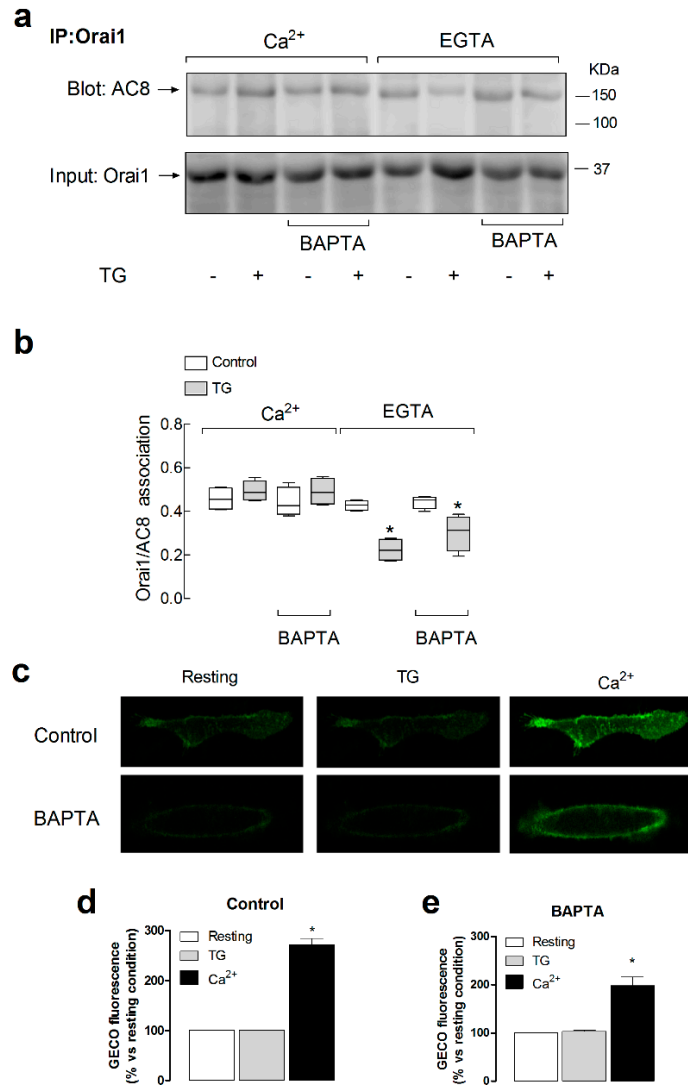 a
IP:Orai1
Ca2+ EGTA
KDa
Blot: AC8
150
100
Input: Orai1
37
BAPTA BAPTA
TG - + - + - + - +
b
Control
TG
Ca2+ EGTA
Orai1/AC8 association
0.8
0.6
0.4
0.2
0.0
* *
BAPTA BAPTA
c
Resting TG Ca2+
Control
BAPTA
d
Control
GECO fluorescence
(% vs resting condition)
300
200
100
0
Resting
TG
Ca2+
*
e
BAPTA
GECO fluorescence
(% vs resting condition)
300
200
100
0
Resting
TG
Ca2+
*